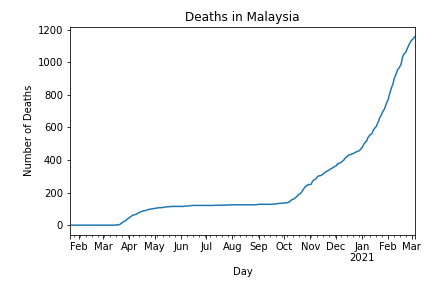 Deaths in Malaysia
1200
1000
800
600
400
200
0
Number of Deaths
Feb Mar Apr May Jun Jul Aug Sep Oct Nov Dec Jan Feb Mar
2021
Day